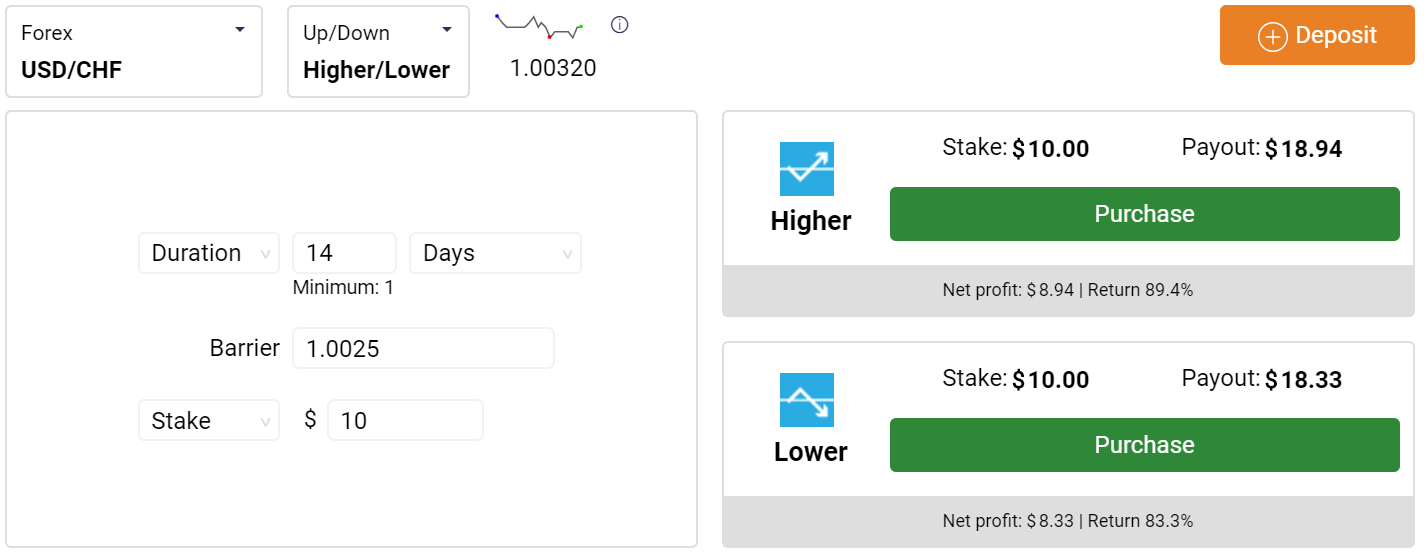 Forex
USD/CHF
Up/Down
Higher/Lower
1.00320
Deposit
Duration 14 Days
Minimum: 1
Barrier 1.0025
Stake $ 10
Stake: $10.00 Payout: $18.94
Higher
Purchase
Net profit: $8.94 | Return 89.4%
Stake: $10.00 Payout: $18.33
Lower
Purchase
Net profit: $8.33 | Return 83.3%